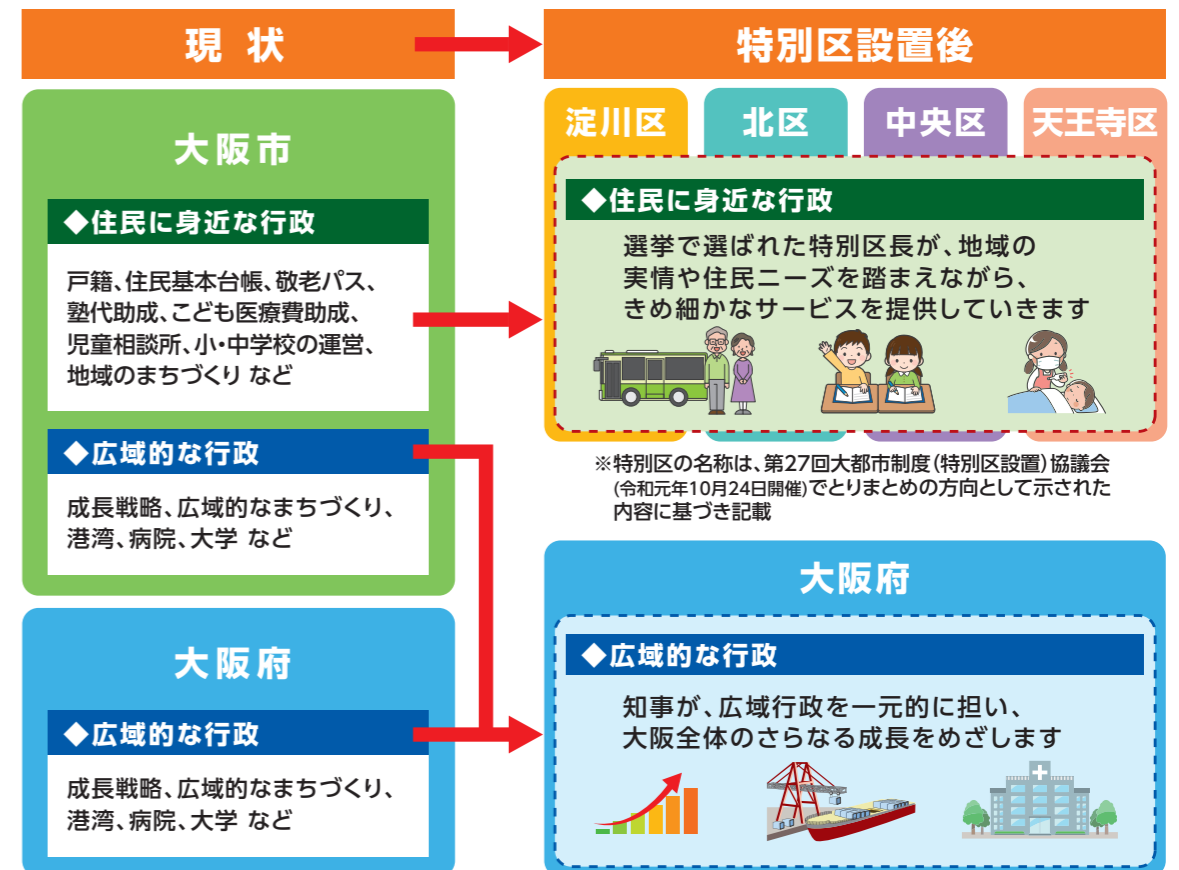 現 状
特別区設置後
大阪市
◆住民に身近な行政
戸籍、住民基本台帳、敬老パス、
塾代助成、こども医療費助成、
児童相談所、小・中学校の運営、
地域のまちづくり など
◆広域的な行政
成長戦略、広域的なまちづくり、
港湾、病院、大学 など
大阪府
◆広域的な行政
成長戦略、広域的なまちづくり、
港湾、病院、大学 など
淀川区
北区
中央区
天王寺区
◆住民に身近な行政
選挙で選ばれた特別区長が、地域の
実情や住民ニーズを踏まえながら、
きめ細かなサービスを提供していきます
※特別区の名称は、第27回大都市制度(特別区設置)協議会
(令和元年10月24日開催)でとりまとめの方向として示された
内容に基づき記載
大阪府
◆広域的な行政
知事が、広域行政を一元的に担い、
大阪全体のさらなる成長をめざします